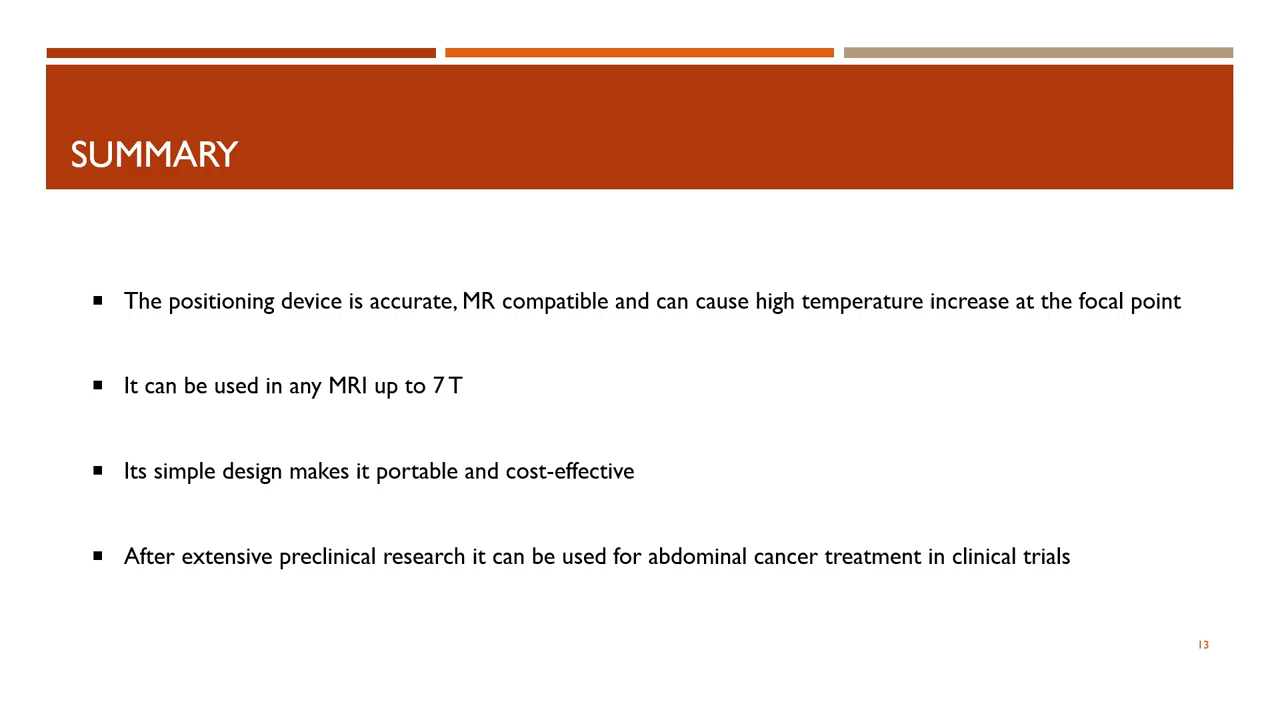 SUMMARY
▪ The positioning device is accurate, MR compatible and can cause high temperature increase at the focal point
▪ It can be used in any MRI up to 7 T
▪ Its simple design makes it portable and cost-effective
▪ After extensive preclinical research it can be used for abdominal cancer treatment in clinical trials
13